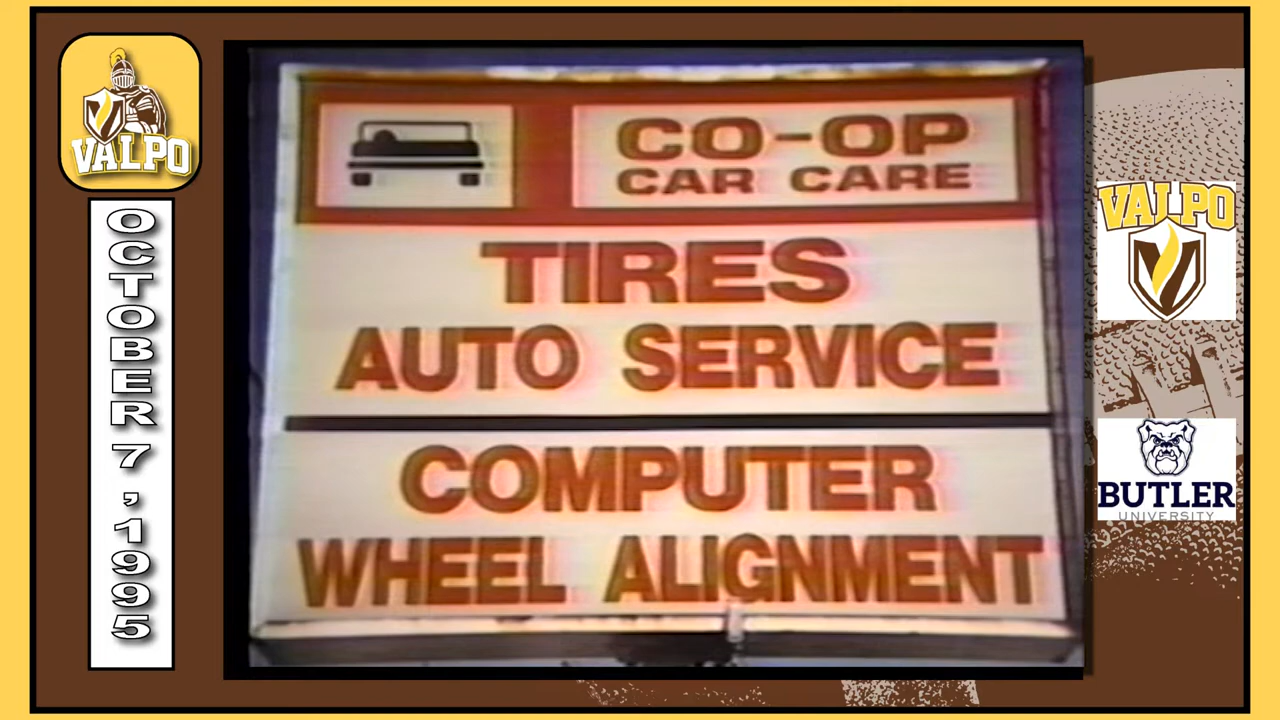 VALPO
OCTOBER 7, 1995
CO-OP
CAR CARE
TIRES
AUTO SERVICE
COMPUTER
WHEEL ALIGNMENT
VALPO
BUTLER
UNIVERSITY